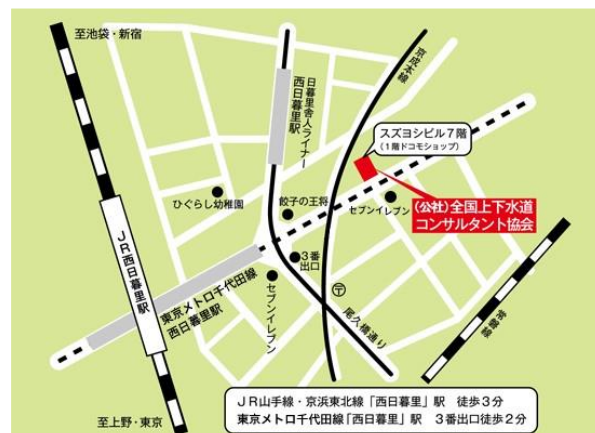 至池袋・新宿
日暮里舎人ライナー
西日暮里駅
京成本線
スズヨシビル7階
(1階ドコモショップ)
ひぐらし幼稚園
餃子の王将
セブンイレブン
(公社)全国上下水道
コンサルタント協会
JR西日暮里駅
3番
出口
東京メトロ千代田線
西日暮里駅
セブンイレブン
〒
尾久橋通り
常磐線
至上野・東京
JR山手線・京浜東北線「西日暮里」駅 徒歩3分
東京メトロ千代田線「西日暮里」駅 3番出口徒歩2分